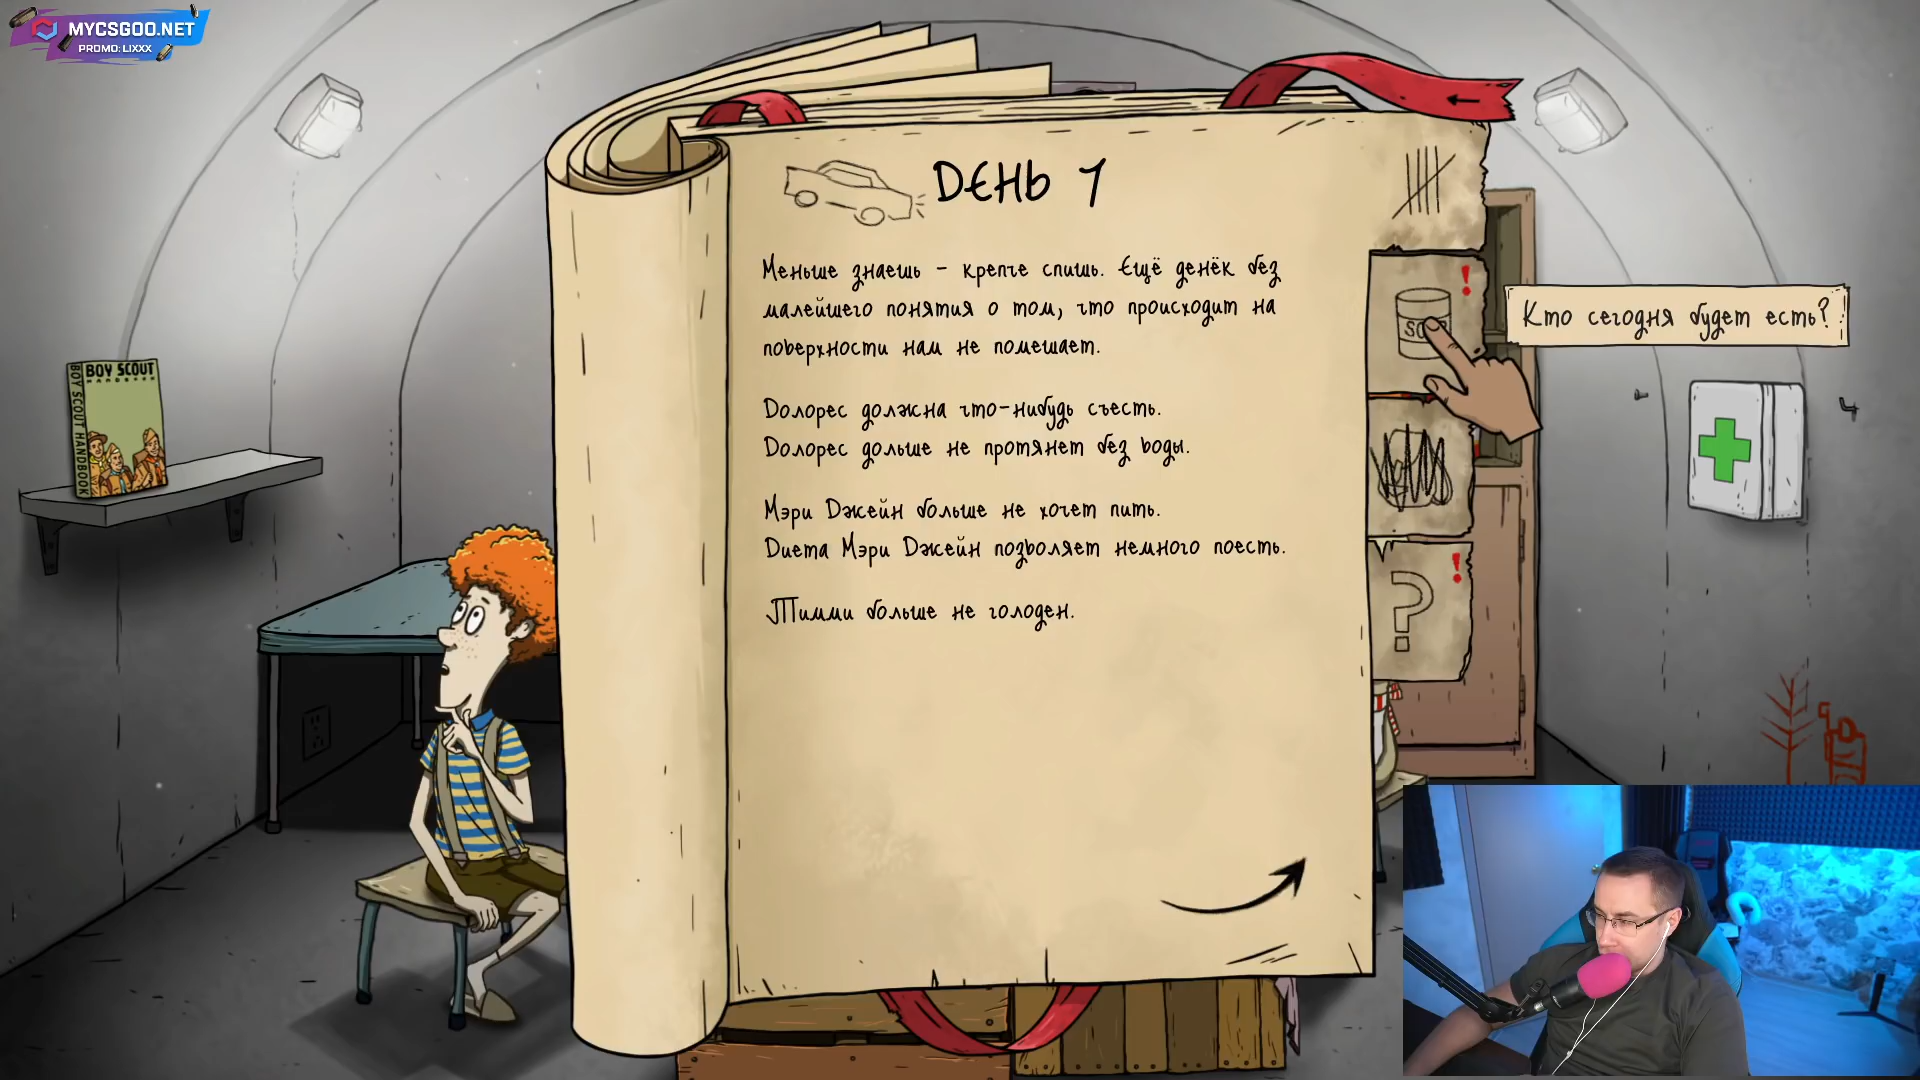 MYCSGOO.NET
PROMO: LIXXX
ДЕНЬ 7
Меньше знаешь - крепче спишь. Ещё денёк без
малейшего понятия о том, что происходит на
поверхности нам не помешает.
Долорес должна что-нибудь съесть.
Долорес дольше не протянет без воды.
Мэри Джейн больше не хочет пить.
Диета Мэри Джейн позволяет немного поесть.
Тимми больше не голоден.
Кто сегодня будет есть?
BOY SCOUT
HANDBOOK
BOY SCOUT HANDBOOK